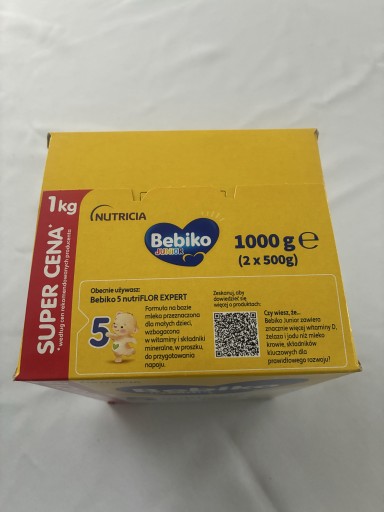 1kg
SUPER CENA*
* według cen rekomendowanych producenta
NUTRICIA
Bebiko
JUNIOR
1000 g e
(2 x 500g)
Obecnie używasz:
Bebiko 5 nutriFLOR EXPERT
5
Formuła na bazie
mleka przeznaczona
dla małych dzieci,
wzbogacona
w witaminy i składniki
mineralne, w proszku,
do przygotowania
napoju.
Zeskanuj, aby
dowiedzieć się
więcej o produktach:
Czy wiesz, że...
Bebiko Junior zawiera
znacznie więcej witaminy D,
żelaza i jodu niż mleko
krowie, składników
kluczowych dla
prawidłowego rozwoju!